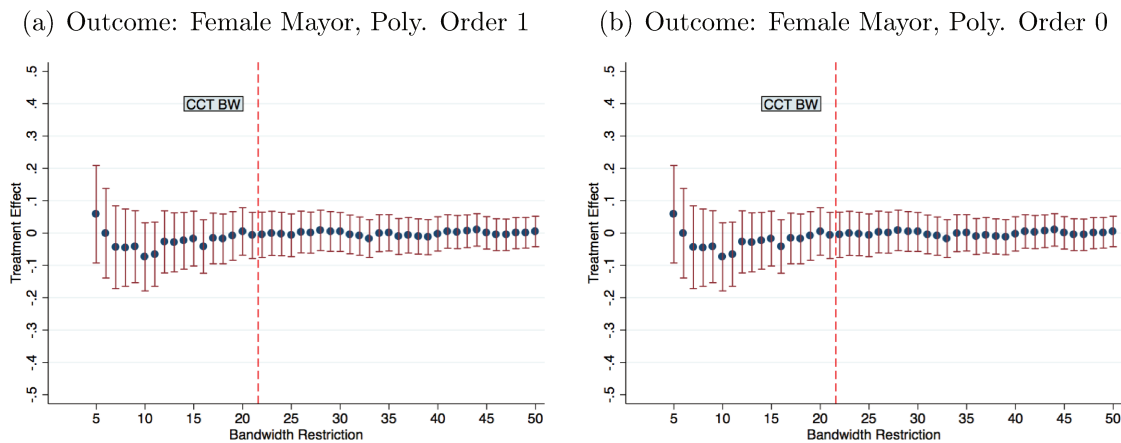 (a) Outcome: Female Mayor, Poly. Order 1
.5
.4
.3
.2
.1
0
-.1
-.2
-.3
-.4
-.5
Treatment Effect
CCT BW
5 10 15 20 25 30 35 40 45 50
Bandwidth Restriction
(b) Outcome: Female Mayor, Poly. Order 0
.5
.4
.3
.2
.1
0
-.1
-.2
-.3
-.4
-.5
Treatment Effect
CCT BW
5 10 15 20 25 30 35 40 45 50
Bandwidth Restriction